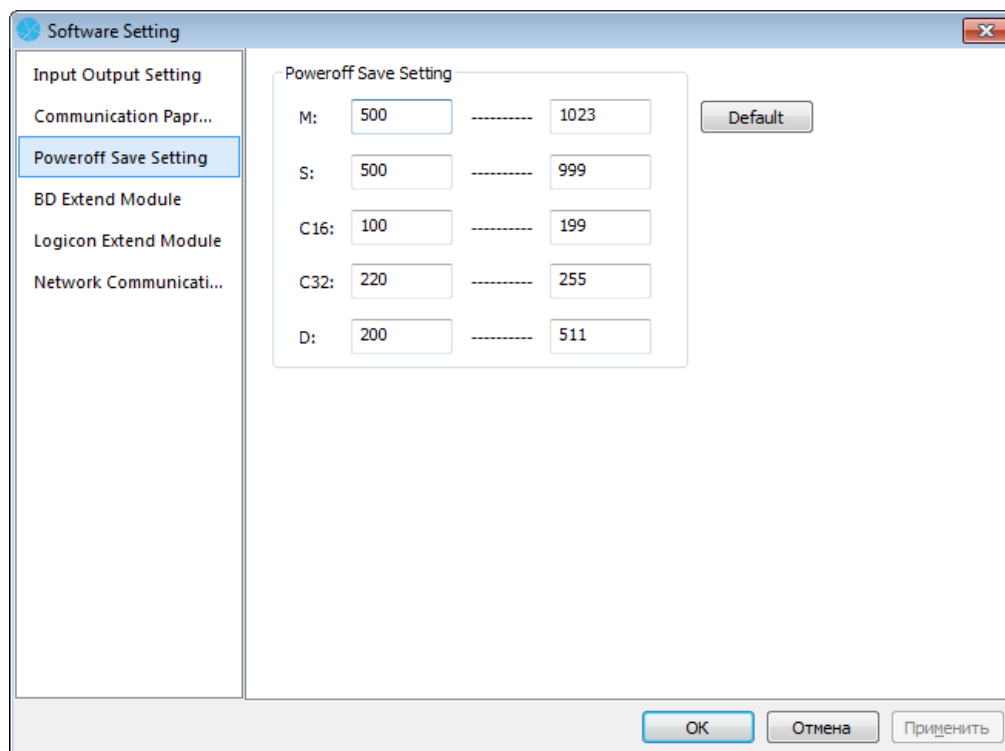 Software Setting
Input Output Setting
Communication Papr...
Poweroff Save Setting
BD Extend Module
Logicon Extend Module
Network Communicati...
Poweroff Save Setting
M: 500 ---------- 1023
Default
S: 500 ---------- 999
C16: 100 ---------- 199
C32: 220 ---------- 255
D: 200 ---------- 511
OK Отмена Применить